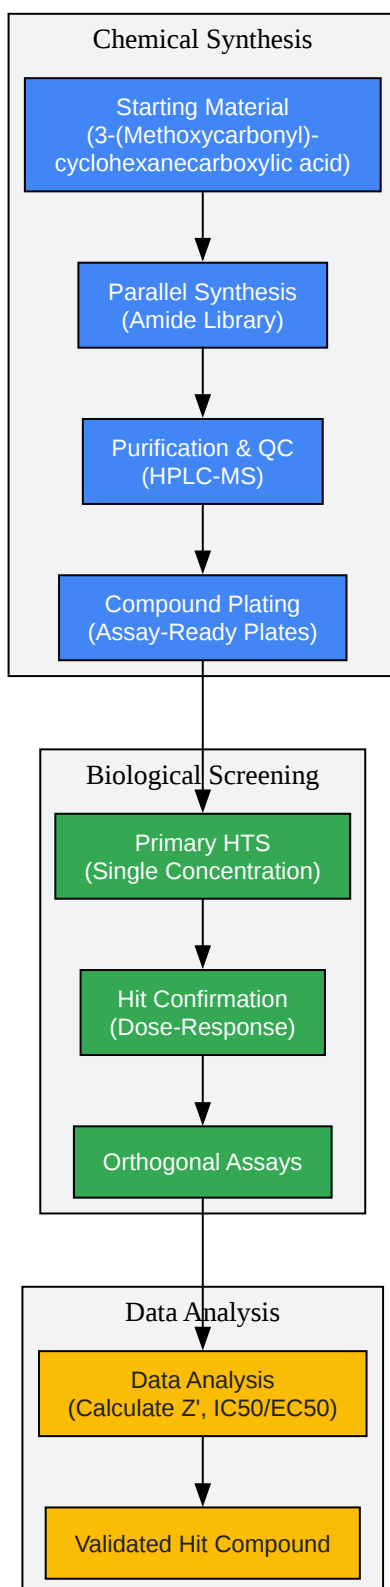 Chemical Synthesis
Starting Material
(3-(Methoxycarbonyl)-
cyclohexanecarboxylic acid)
Parallel Synthesis
(Amide Library)
Purification & QC
(HPLC-MS)
Compound Plating
(Assay-Ready Plates)
Biological Screening
Primary HTS
(Single Concentration)
Hit Confirmation
(Dose-Response)
Orthogonal Assays
Data Analysis
Data Analysis
(Calculate Z', IC50/EC50)
Validated Hit Compound